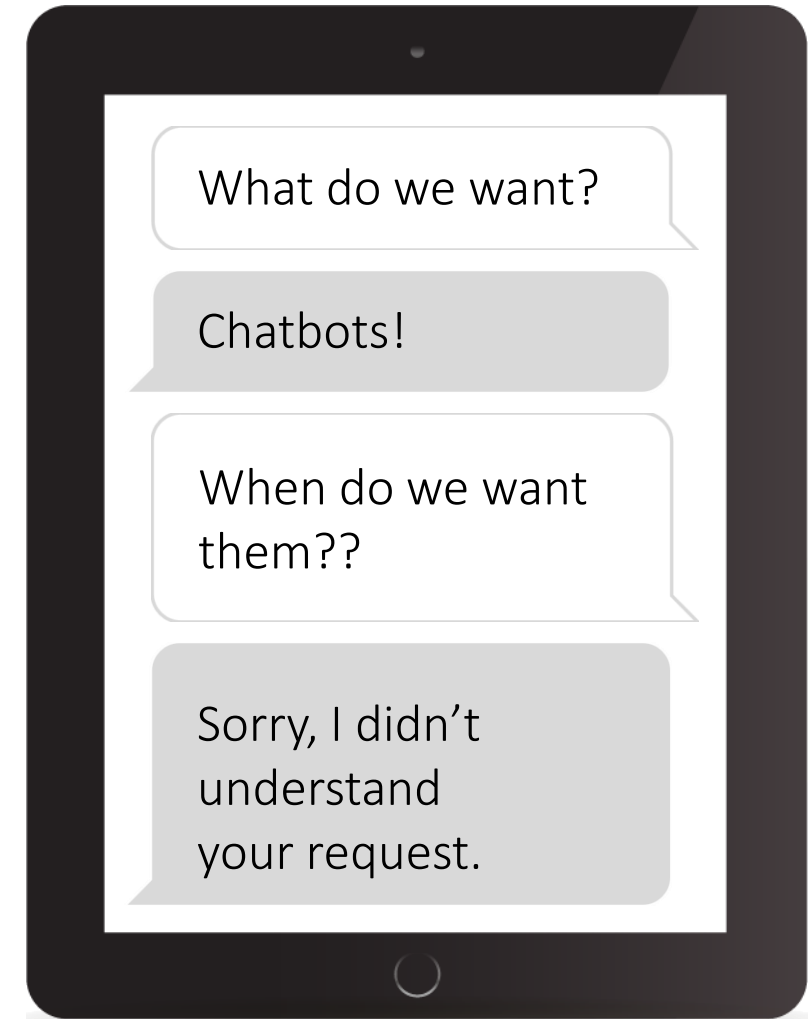 What do we want?
Chatbots!
When do we want
them??
Sorry, I didn’t
understand
your request.